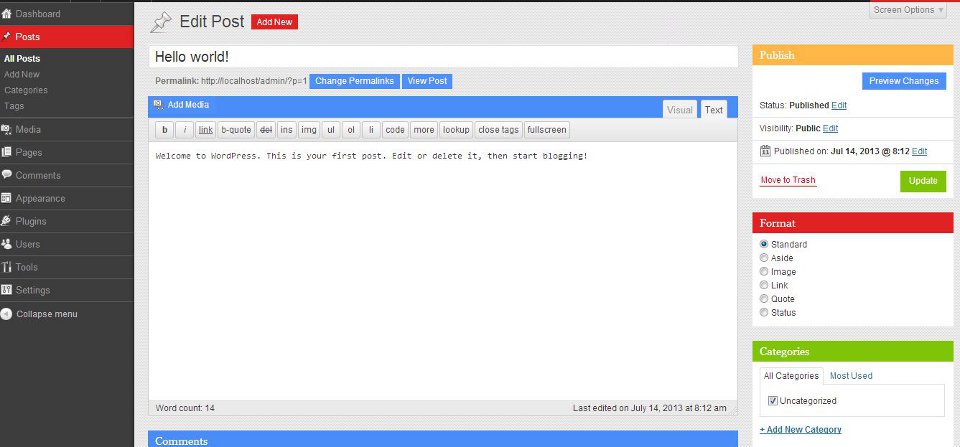 Dashboard
Posts
All Posts
Add New
Categories
Tags
Media
Pages
Comments
Appearance
Plugins
Users
Tools
Settings
Collapse menu
Screen Options
Edit Post Add New
Hello world!
Permalink: http://localhost/admin/?p=1 Change Permalinks View Post
Add Media Visual Text
b i link b-quote del ins img ul ol li code more lookup close tags fullscreen
Welcome to WordPress. This is your first post. Edit or delete it, then start blogging!
Word count: 14 Last edited on July 14, 2013 at 8:12 am
Comments
Publish
Preview Changes
Status: Published Edit
Visibility: Public Edit
Published on: Jul 14, 2013 @ 8:12 Edit
Move to Trash Update
Format
Standard
Aside
Image
Link
Quote
Status
Categories
All Categories Most Used
Uncategorized
+ Add New Category